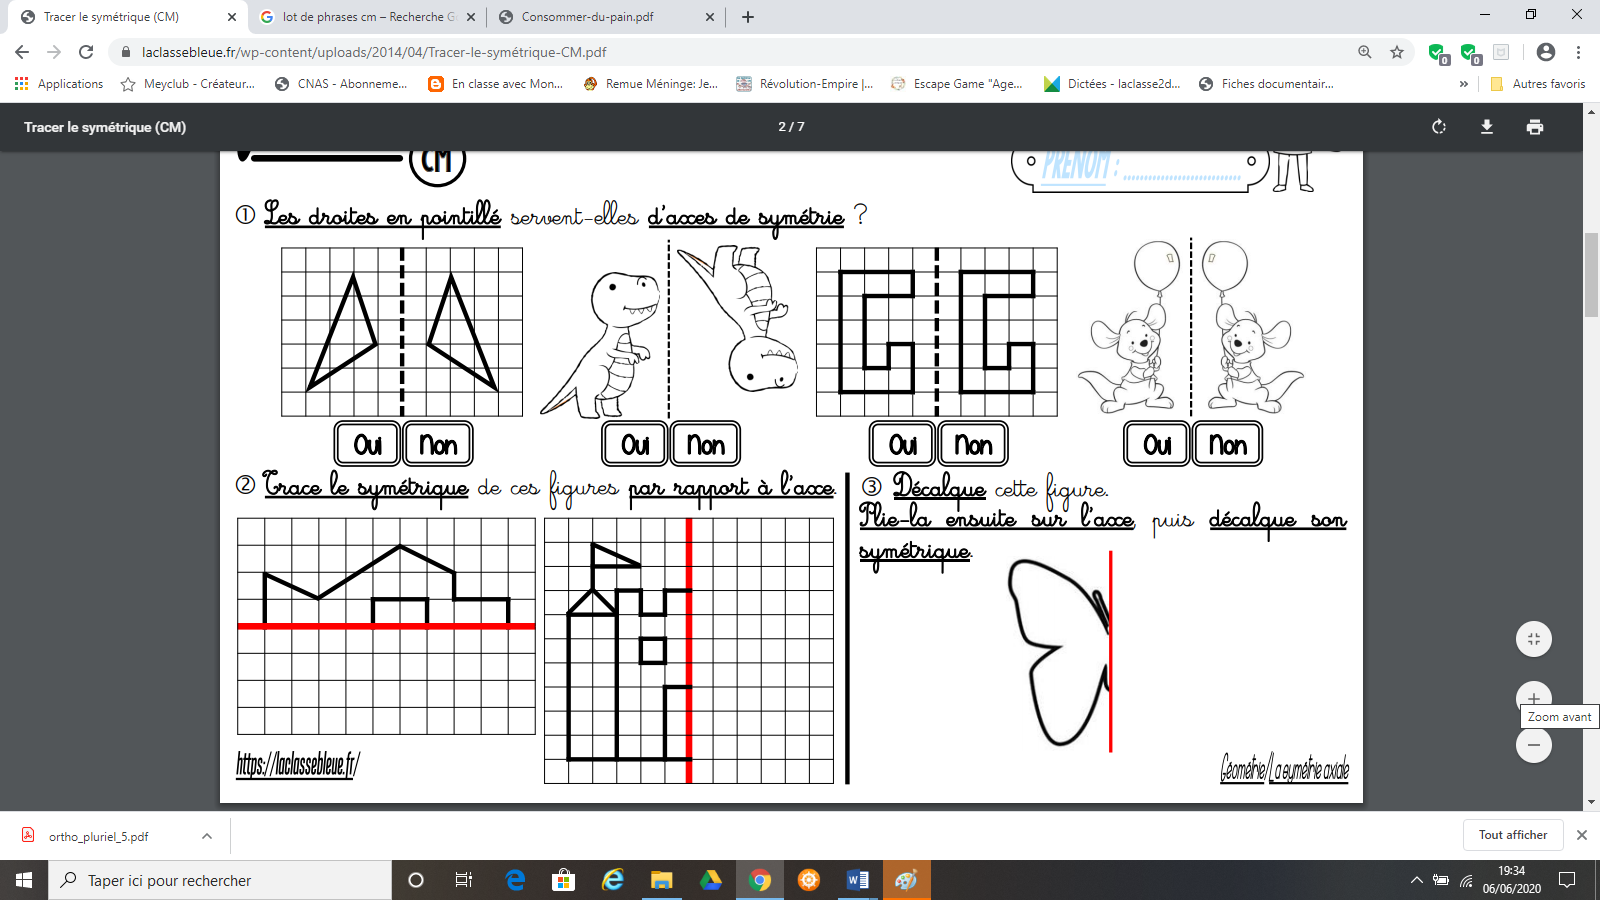 Tracer le symétrique (CM)
lot de phrases cm – Recherche G
Consommer-du-pain.pdf
laclassebleue.fr/wp-content/uploads/2014/04/Tracer-le-symétrique-CM.pdf
0
0
Applications
Meyclub - Créateur...
CNAS - Abonneme...
En classe avec Mon...
Remue Méninge: Je...
Révolution-Empire |...
Escape Game "Age...
Dictées - laclasse2d...
Fiches documentair...
»
Autres favoris
Tracer le symétrique (CM)
2 / 7
CM
PRÉNOM : ..............................
① Les droites en pointillé servent-elles d'axes de symétrie ?
Oui Non
Oui Non
Oui Non
Oui Non
② Trace le symétrique de ces figures par rapport à l'axe.
③ Décalque cette figure.
Plie-la ensuite sur l'axe, puis décalque son
symétrique.
https://laclassebleue.fr/
Géométrie/La symétrie axiale
Zoom avant
ortho_pluriel_5.pdf
Tout afficher
Taper ici pour rechercher
19:34
06/06/2020